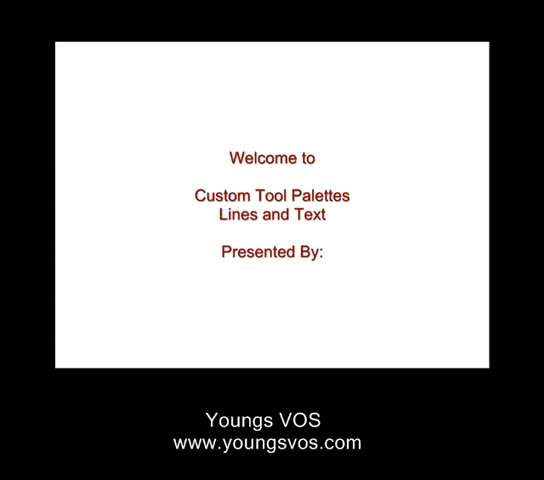 Welcome to
Custom Tool Palettes
Lines and Text
Presented By:
Youngs VOS
www.youngsvos.com